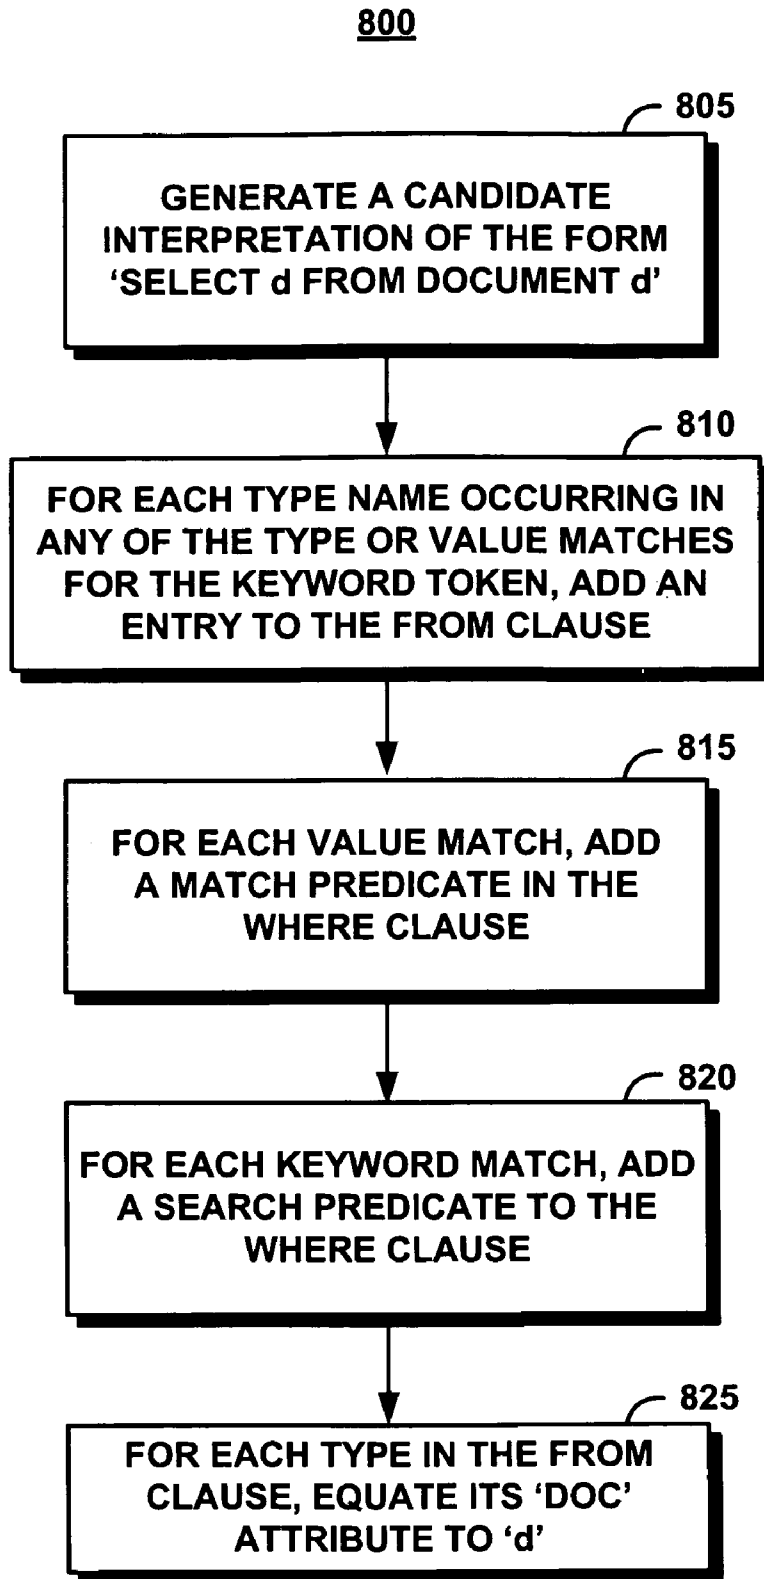 800
805
GENERATE A CANDIDATE
INTERPRETATION OF THE FORM
‘SELECT d FROM DOCUMENT d’
810
FOR EACH TYPE NAME OCCURRING IN
ANY OF THE TYPE OR VALUE MATCHES
FOR THE KEYWORD TOKEN, ADD AN
ENTRY TO THE FROM CLAUSE
815
FOR EACH VALUE MATCH, ADD
A MATCH PREDICATE IN THE
WHERE CLAUSE
820
FOR EACH KEYWORD MATCH, ADD
A SEARCH PREDICATE TO THE
WHERE CLAUSE
825
FOR EACH TYPE IN THE FROM
CLAUSE, EQUATE ITS ‘DOC’
ATTRIBUTE TO ‘d’